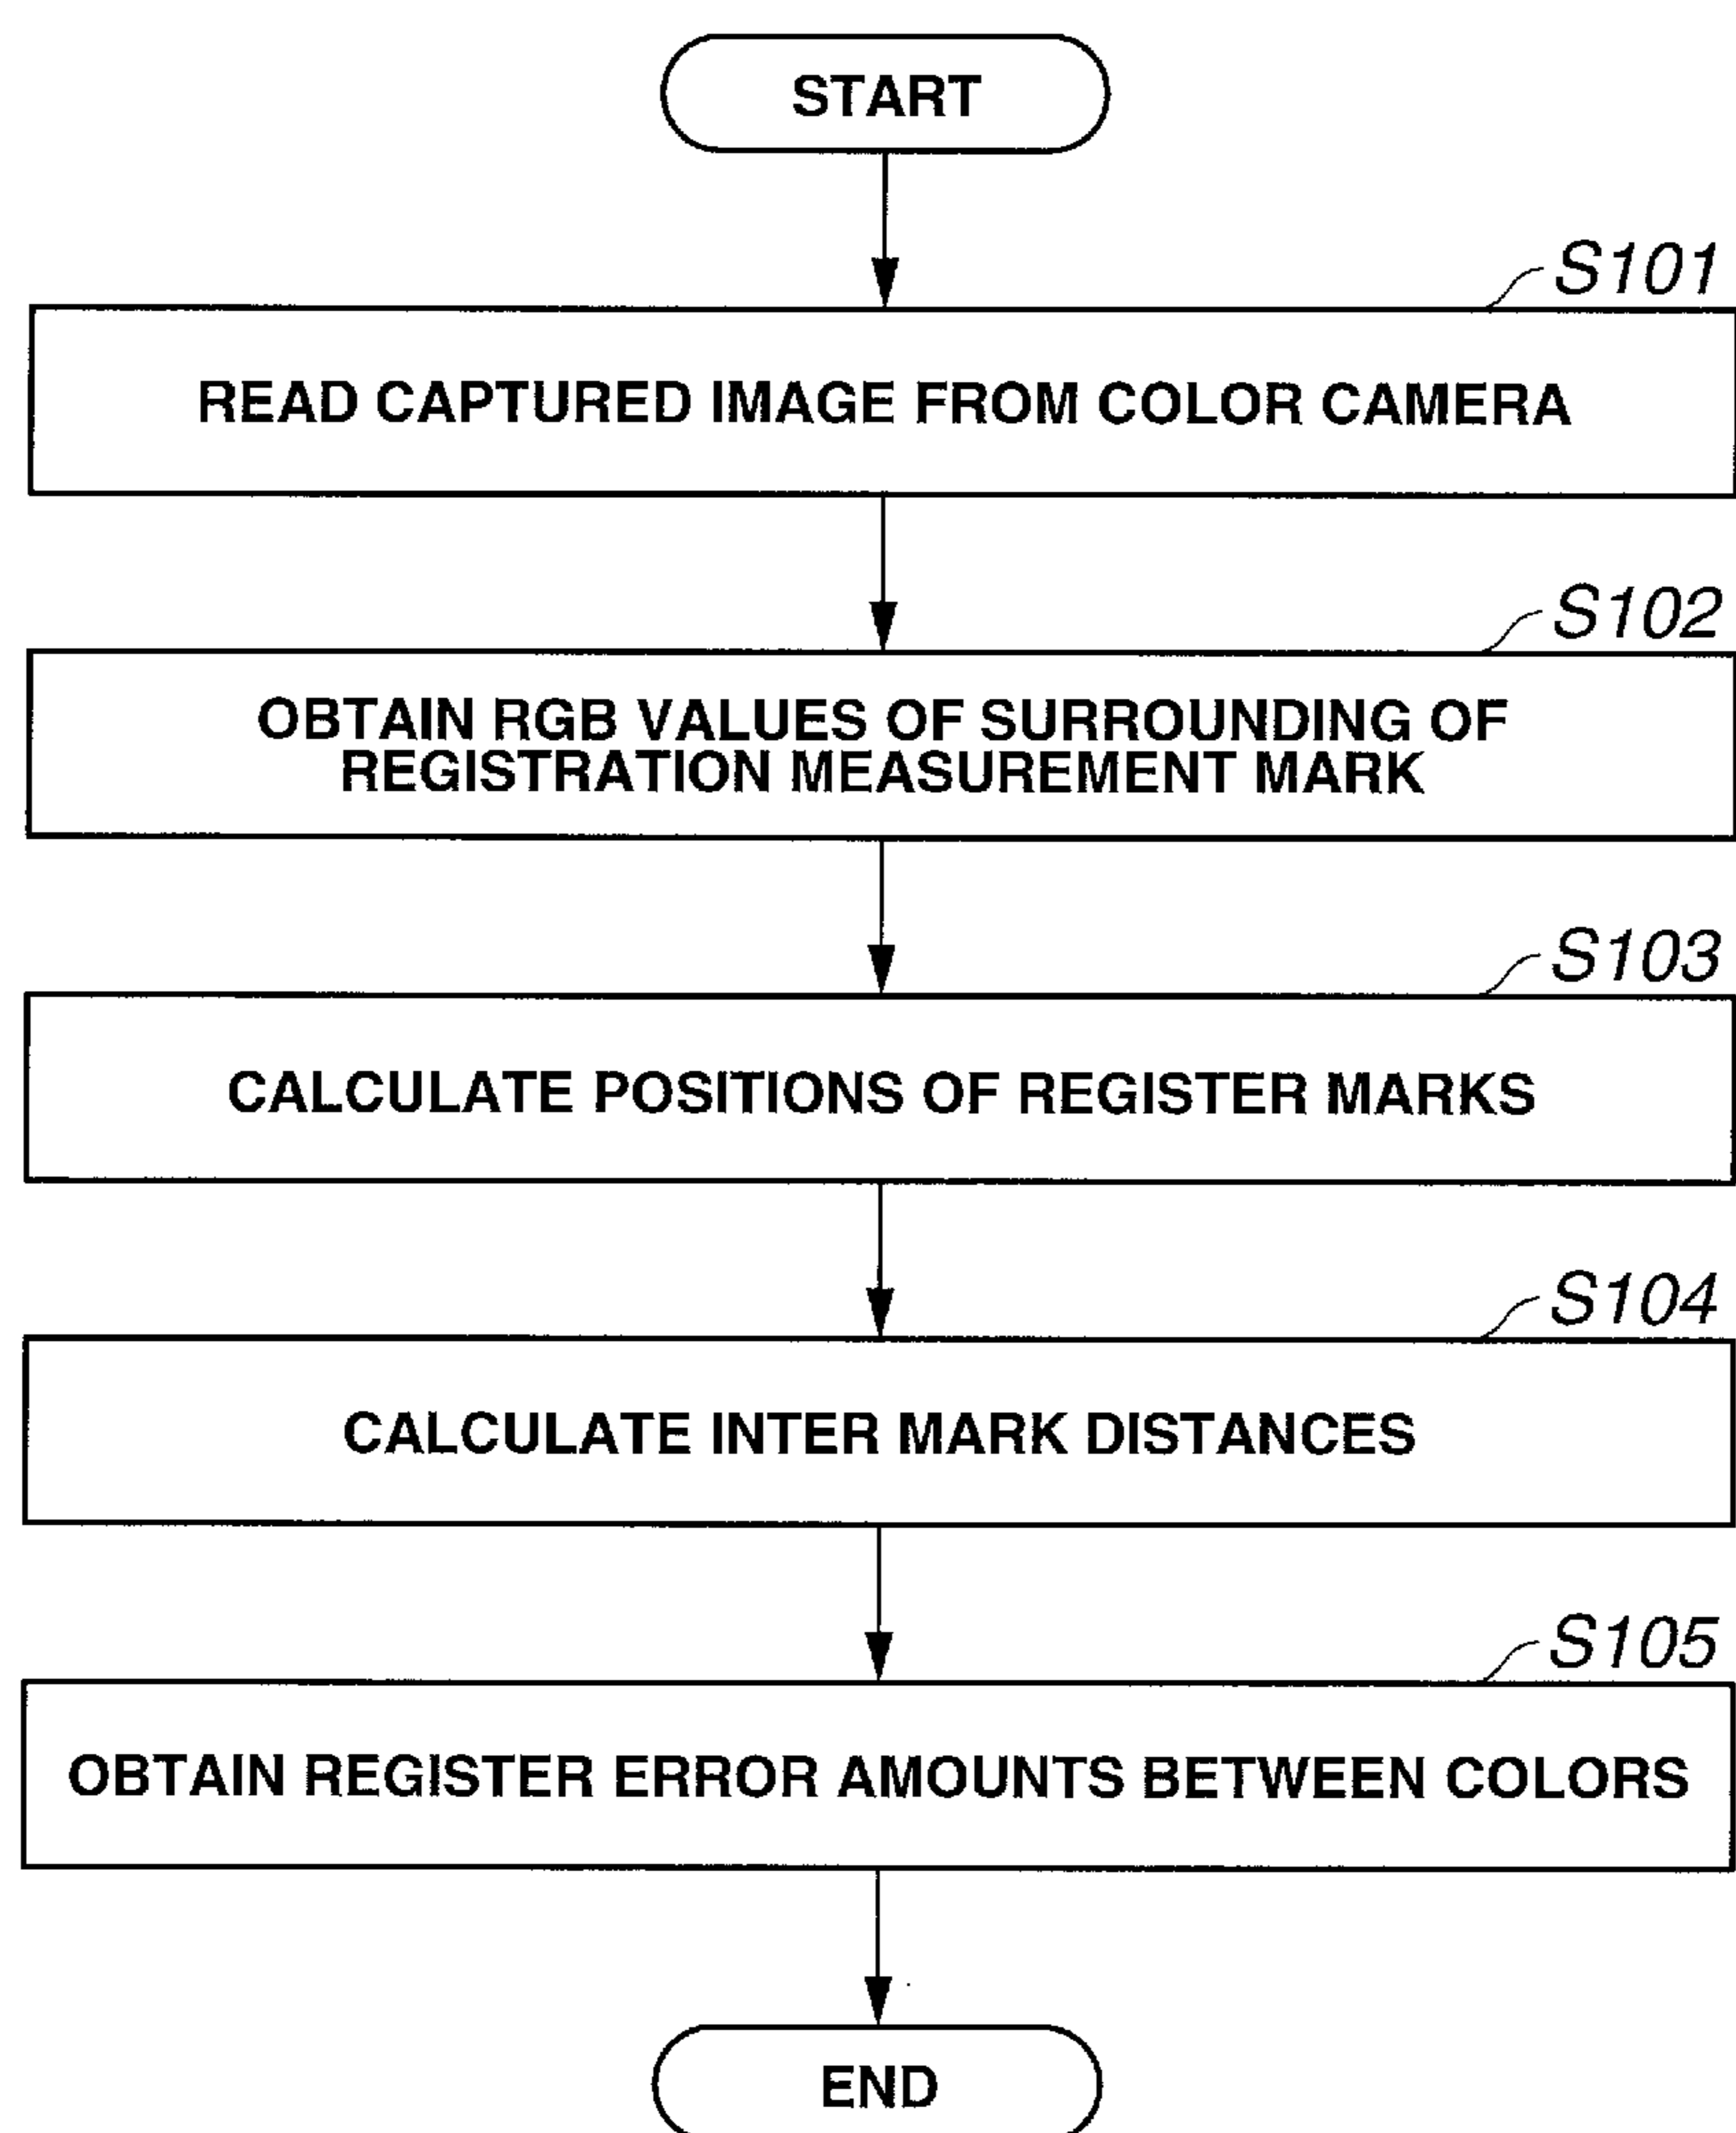 START
S101
READ CAPTURED IMAGE FROM COLOR CAMERA
S102
OBTAIN RGB VALUES OF SURROUNDING OF
REGISTRATION MEASUREMENT MARK
S103
CALCULATE POSITIONS OF REGISTER MARKS
S104
CALCULATE INTER MARK DISTANCES
S105
OBTAIN REGISTER ERROR AMOUNTS BETWEEN COLORS
END